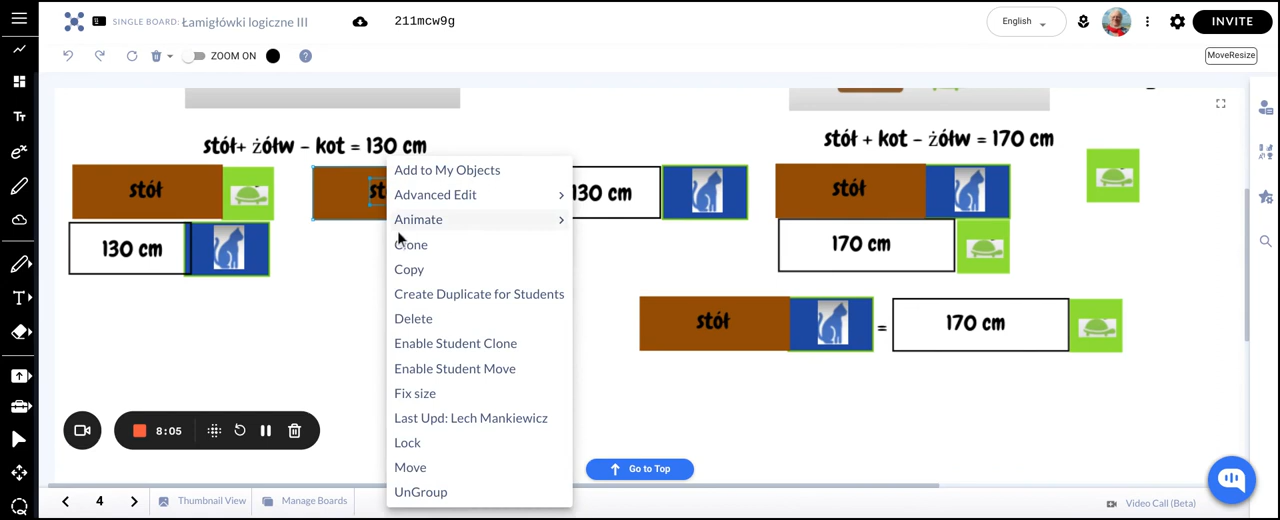 SINGLE BOARD: Łamigłówki logiczne III
211mcw9g
English
INVITE
ZOOM ON
MoveResize
stół+ żółw - kot = 130 cm
stół + kot - żółw = 170 cm
stół
st
130 cm
stół
130 cm
170 cm
stół
=
170 cm
Add to My Objects
Advanced Edit
Animate
Clone
Copy
Create Duplicate for Students
Delete
Enable Student Clone
Enable Student Move
Fix size
Last Upd: Lech Mankiewicz
Lock
Move
UnGroup
8:05
Go to Top
4
Thumbnail View
Manage Boards
Video Call (Beta)